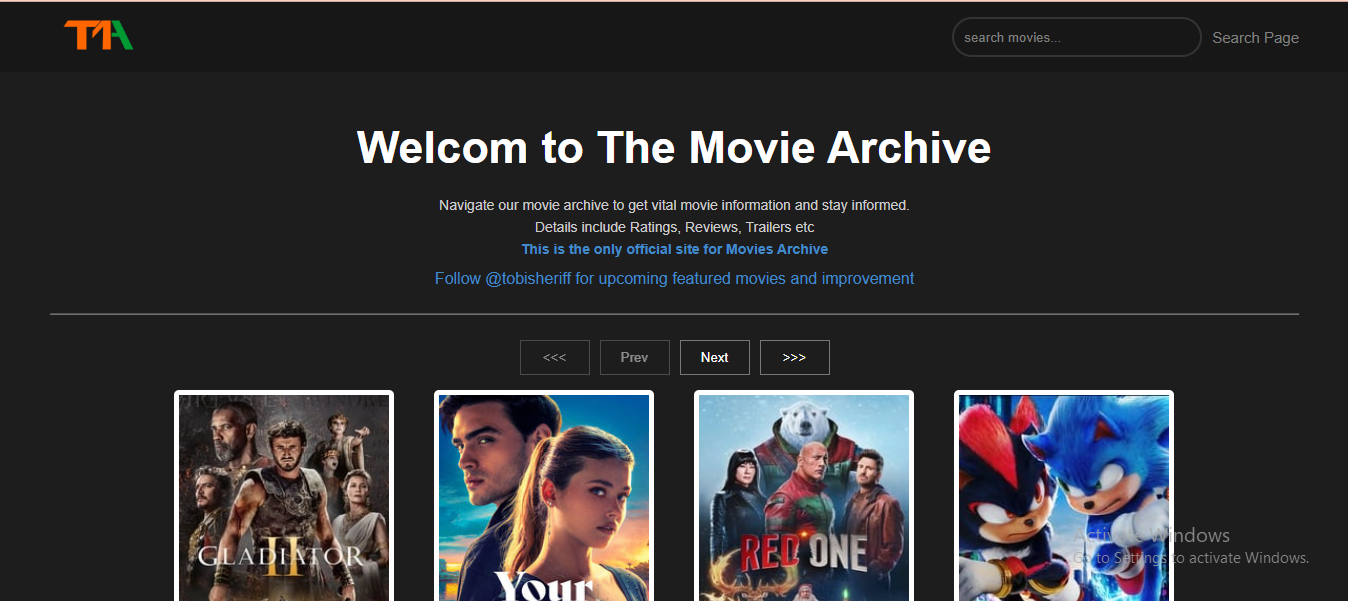 TMA
search movies...
Search Page
Welcom to The Movie Archive
Navigate our movie archive to get vital movie information and stay informed.
Details include Ratings, Reviews, Trailers etc
This is the only official site for Movies Archive
Follow @tobisheriff for upcoming featured movies and improvement
<<<
Prev
Next
>>>
GLADIATOR
II
Your
RED ONE
Activate Windows
Go to Settings to activate Windows.